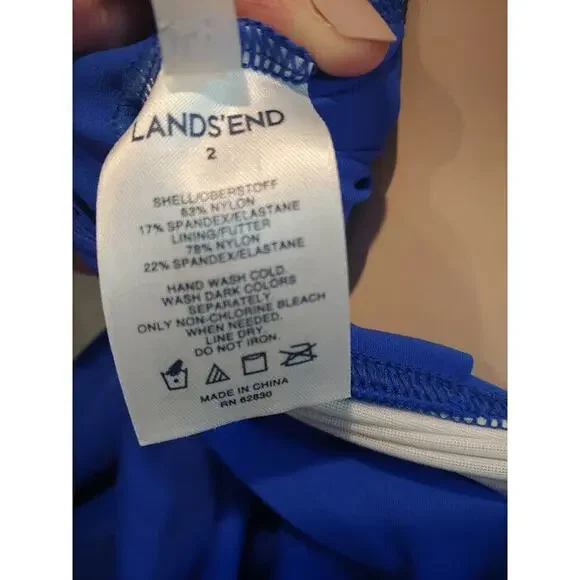 LANDS'END
2
SHELL/OBERSTOFF
83% NYLON
17% SPANDEX/ELASTANE
LINING/FUTTER
78% NYLON
22% SPANDEX/ELASTANE
HAND WASH COLD.
WASH DARK COLORS
SEPARATELY
ONLY NON-CHLORINE BLEACH
WHEN NEEDED.
LINE DRY.
DO NOT IRON.
MADE IN CHINA
RN 62830